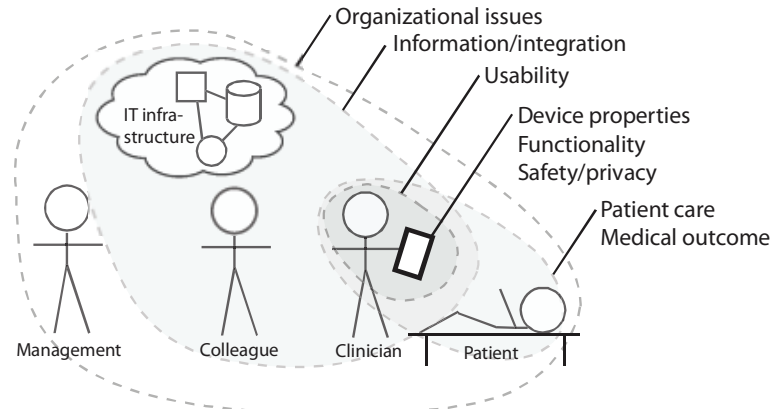 Organizational issues
Information/integration
Usability
Device properties
Functionality
Safety/privacy
Patient care
Medical outcome
IT infra-
structure
Management
Colleague
Clinician
Patient